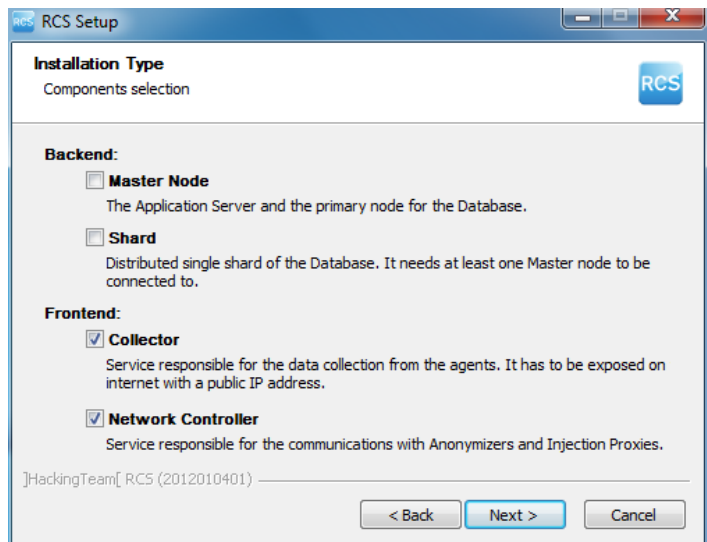 RCS RCS Setup
Installation Type
Components selection
RCS
Backend:
Master Node
The Application Server and the primary node for the Database.
Shard
Distributed single shard of the Database. It needs at least one Master node to be
connected to.
Frontend:
Collector
Service responsible for the data collection from the agents. It has to be exposed on
internet with a public IP address.
Network Controller
Service responsible for the communications with Anonymizers and Injection Proxies.
]HackingTeam[ RCS (2012010401)
< Back Next > Cancel